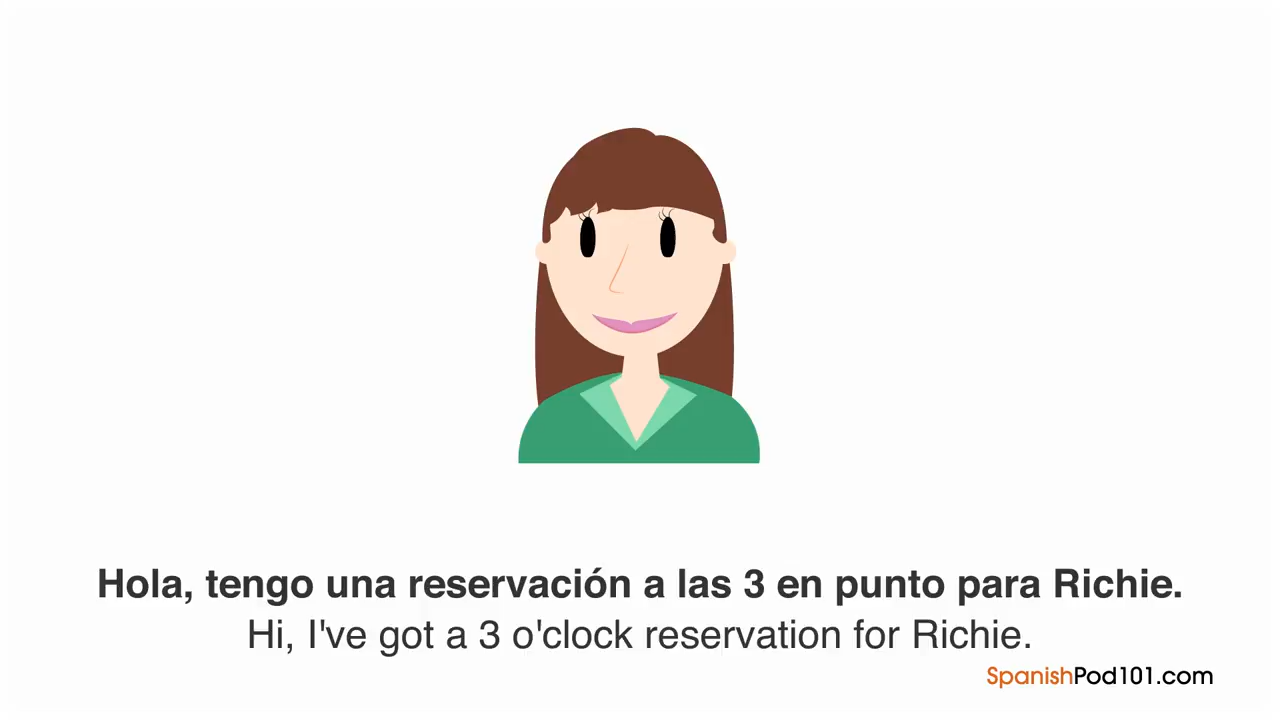 Hola, tengo una reservación a las 3 en punto para Richie.
Hi, I've got a 3 o'clock reservation for Richie.
SpanishPod101.com